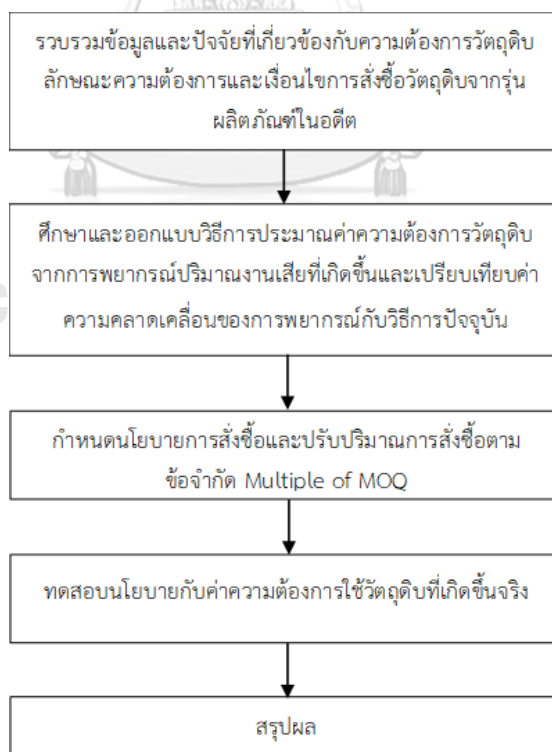 รวบรวมข้อมูลและปัจจัยที่เกี่ยวข้องกับความต้องการวัตถุดิบ
ลักษณะความต้องการและเงื่อนไขการสั่งซื้อวัตถุดิบจากรุ่น
ผลิตภัณฑ์ในอดีต
ศึกษาและออกแบบวิธีการประมาณค่าความต้องการวัตถุดิบ
จากการพยากรณ์ปริมาณงานเสียที่เกิดขึ้นและเปรียบเทียบค่า
ความคลาดเคลื่อนของการพยากรณ์กับวิธีการปัจจุบัน
กำหนดนโยบายการสั่งซื้อและปรับปริมาณการสั่งซื้อตาม
ข้อจำกัด Multiple of MOQ
ทดสอบนโยบายกับค่าความต้องการใช้วัตถุดิบที่เกิดขึ้นจริง
สรุปผล